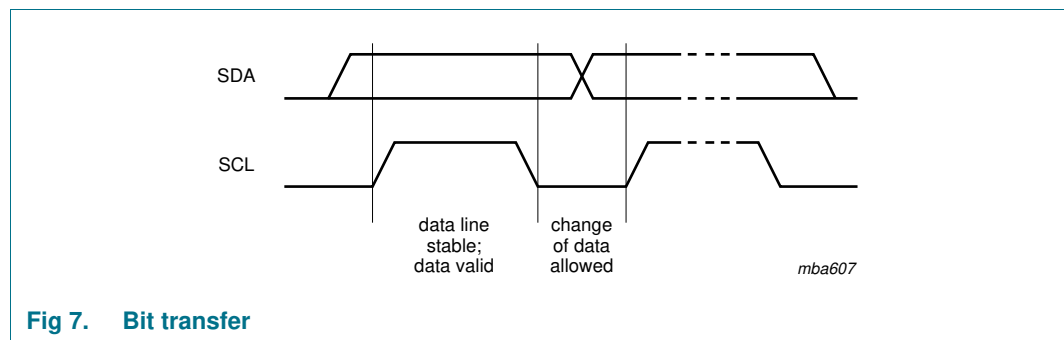 SDA
SCL
data line
stable;
data valid
change
of data
allowed
mba607
Fig 7. Bit transfer